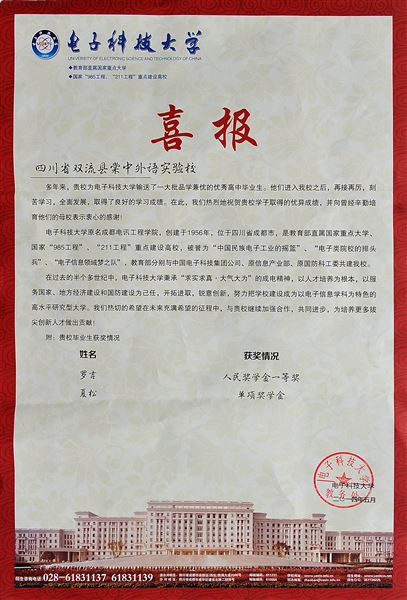 电子科技大学
UNIVERSITY OF ELECTRONIC SCIENCE AND TECHNOLOGY OF CHINA
◆教育部直属国家重点大学
◆国家“985工程、“211工程”重点建设高校
喜报
四川省双流县棠中外语实验校
多年来，贵校为电子科技大学输送了一大批品学兼优的优秀高中毕业生。他们进入我校之后，再接再厉，刻
苦学习，全面发展，取得了良好的学习成绩。在此，我们热烈地祝贺贵校学子取得的优异成绩，并向曾经辛勤培
育他们的母校表示衷心的感谢!
电子科技大学原名成都电讯工程学院，创建于1956年，位于四川省成都市，是教育部直属国家重点大学、
国家“985工程”、“211工程”重点建设高校，被誉为“中国民族电子工业的摇篮”、“电子类院校的排头
兵”、“电子信息领域梦之队”，教育部分别与中国电子科技集团公司、原信息产业部、原国防科工委共建我校。
在过去的半个多世纪中，电子科技大学秉承“求实求真·大气大为”的成电精神，以人才培养为根本，以服
务国家、地方经济建设和国防建设为己任，开拓进取，锐意创新，努力把学校建设成为以电子信息学科为特色的
高水平研究型大学。我们热切的希望在未来充满希望的征程中，与贵校继续加强合作，共同进步，为培养更多拔
尖创新人才做出贡献!
附：贵校毕业生获奖情况
姓名 获奖情况
罗肯 人民奖学金一等奖
夏松 单项奖学金
电子科技大学
教务处
电子科技大学
二〇一四年五月
招生咨询电话 028-61831137 61831139